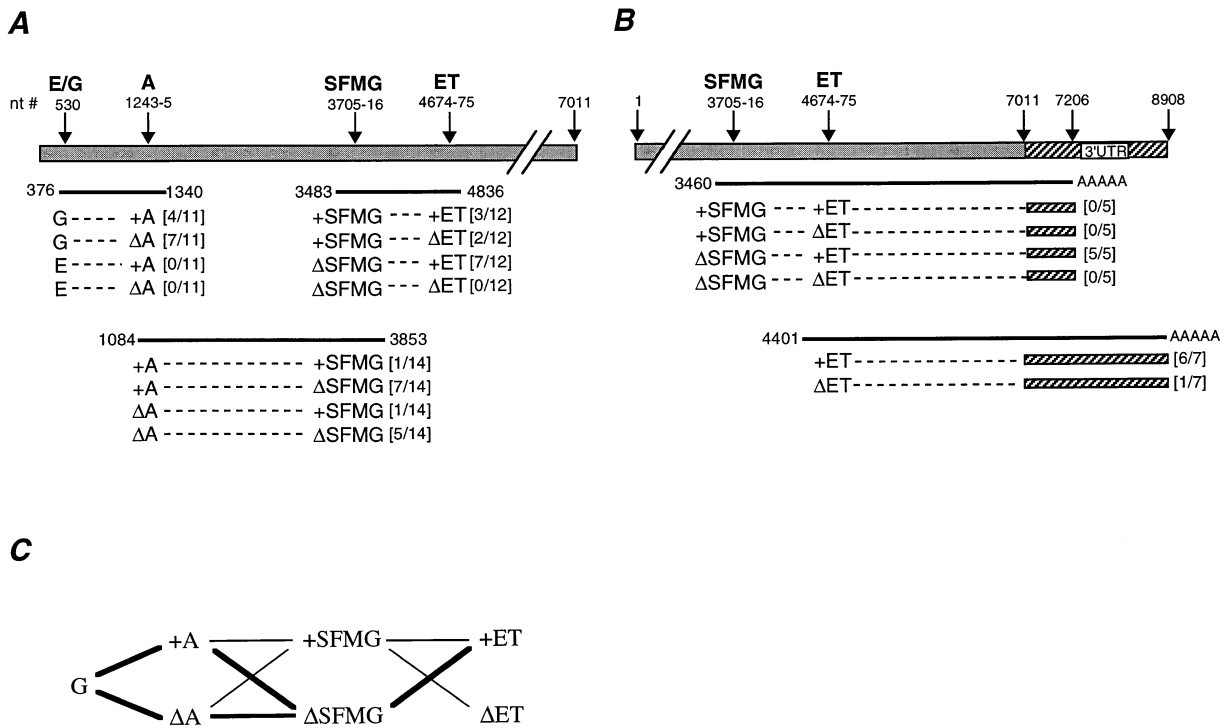 A
E/G A SFMG ET
nt # 530 1243-5 3705-16 4674-75 7011
376 1340
G +A [4/11]
G ΔA [7/11]
E +A [0/11]
E ΔA [0/11]
3483 4836
+SFMG +ET [3/12]
+SFMG ΔET [2/12]
ΔSFMG +ET [7/12]
ΔSFMG ΔET [0/12]
1084 3853
+A +SFMG [1/14]
+A ΔSFMG [7/14]
ΔA +SFMG [1/14]
ΔA ΔSFMG [5/14]
B
SFMG ET
1 3705-16 4674-75 7011 7206 8908
3'UTR
3460 AAAAA
+SFMG +ET [0/5]
+SFMG ΔET [0/5]
ΔSFMG +ET [5/5]
ΔSFMG ΔET [0/5]
4401 AAAAA
+ET [6/7]
ΔET [1/7]
C
+A +SFMG +ET
G
ΔA ΔSFMG ΔET